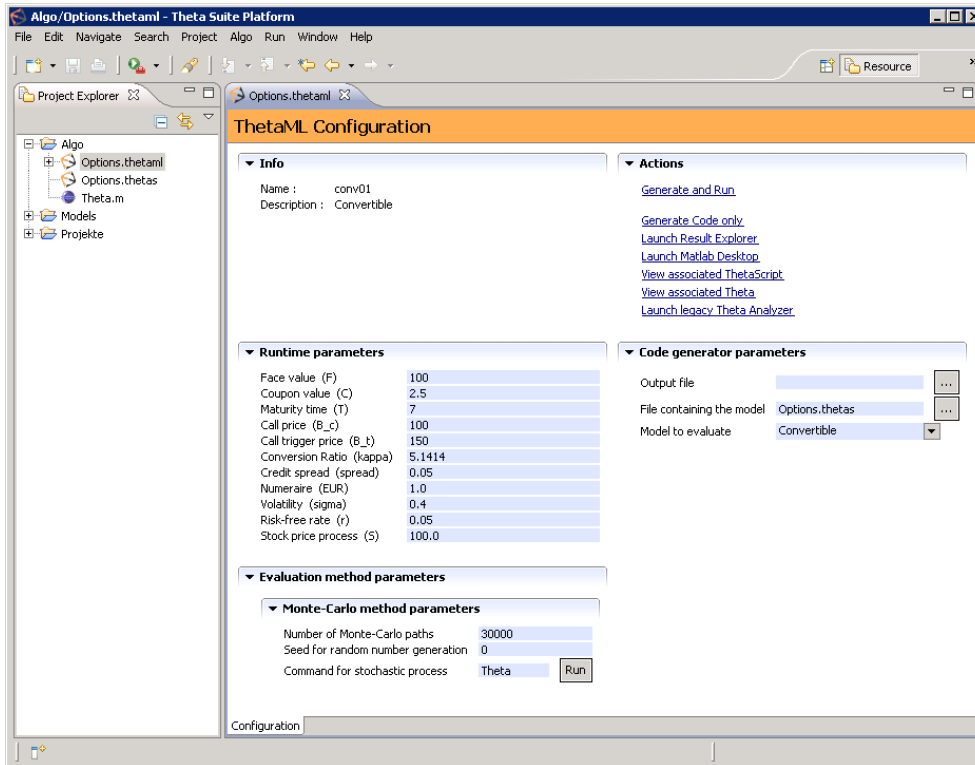 Algo/Options.thetaml - Theta Suite Platform
File Edit Navigate Search Project Algo Run Window Help
Resource
Project Explorer
Options.thetaml
Algo
Options.thetaml
Options.thetas
Theta.m
Models
Projekte
ThetaML Configuration
Info
Name : conv01
Description : Convertible
Actions
Generate and Run
Generate Code only
Launch Result Explorer
Launch Matlab Desktop
View associated ThetaScript
View associated Theta
Launch legacy Theta Analyzer
Runtime parameters
Face value (F) 100
Coupon value (C) 2.5
Maturity time (T) 7
Call price (B_c) 100
Call trigger price (B_t) 150
Conversion Ratio (kappa) 5.1414
Credit spread (spread) 0.05
Numeraire (EUR) 1.0
Volatility (sigma) 0.4
Risk-free rate (r) 0.05
Stock price process (S) 100.0
Code generator parameters
Output file ...
File containing the model Options.thetas ...
Model to evaluate Convertible
Evaluation method parameters
Monte-Carlo method parameters
Number of Monte-Carlo paths 30000
Seed for random number generation 0
Command for stochastic process Theta Run
Configuration